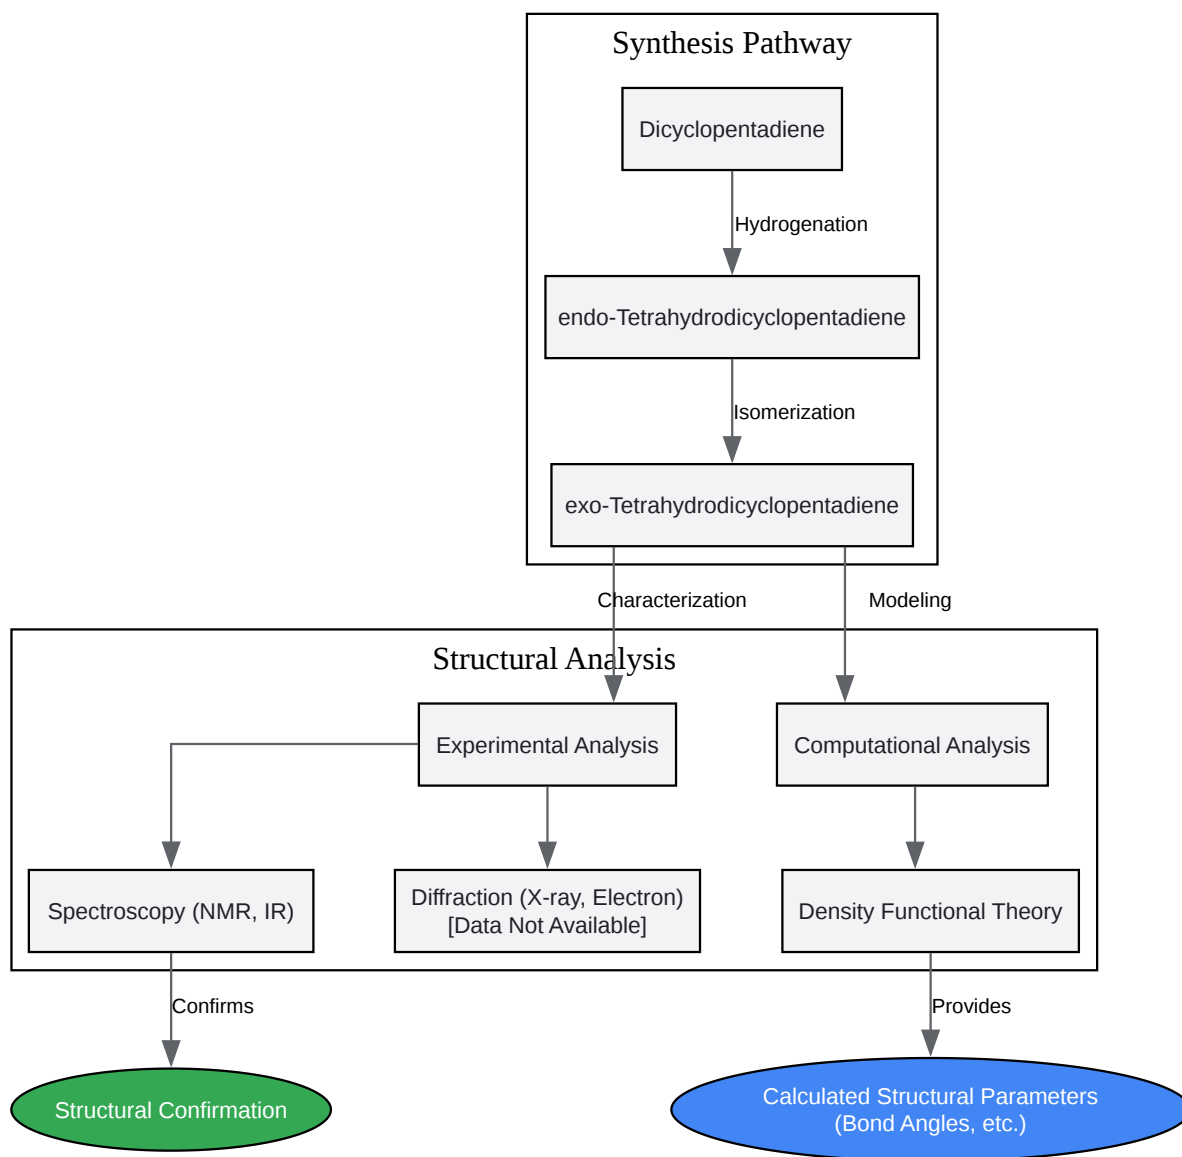 Synthesis Pathway
Dicyclopentadiene
Hydrogenation
endo-Tetrahydrodicyclopentadiene
Isomerization
exo-Tetrahydrodicyclopentadiene
Characterization
Modeling
Structural Analysis
Experimental Analysis
Computational Analysis
Spectroscopy (NMR, IR)
Diffraction (X-ray, Electron)
[Data Not Available]
Density Functional Theory
Confirms
Provides
Structural Confirmation
Calculated Structural Parameters
(Bond Angles, etc.)